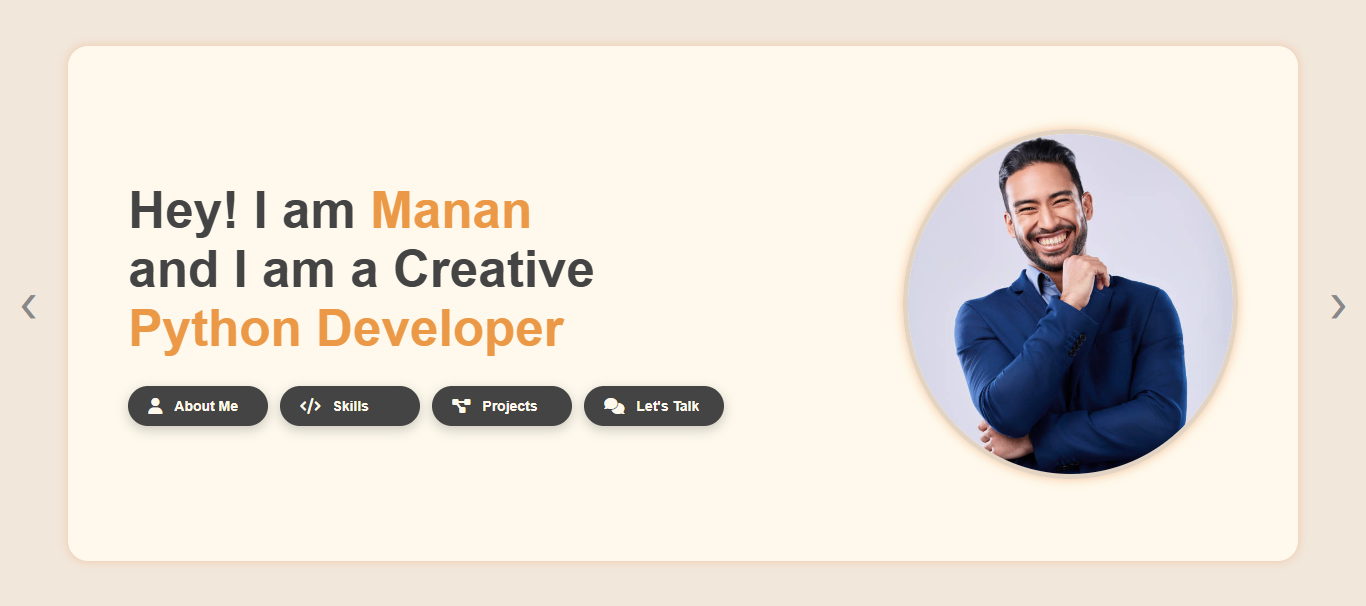 Hey! I am Manan
and I am a Creative
Python Developer
About Me
Skills
Projects
Let's Talk